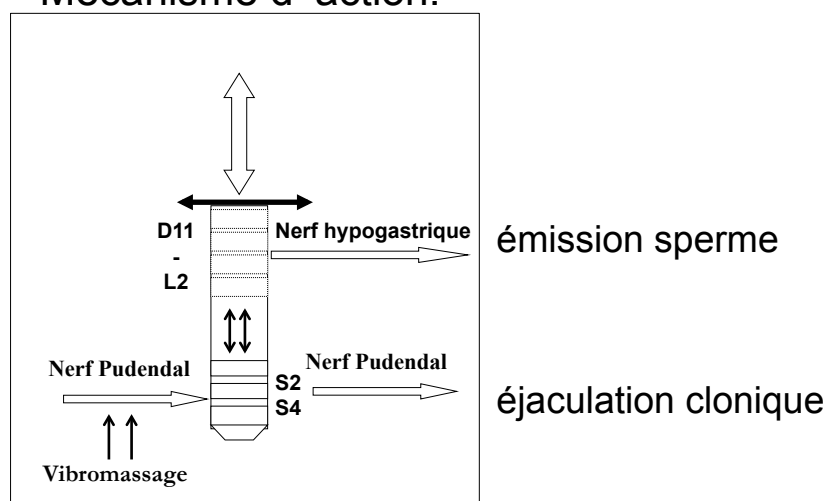 Mécanisme d' action:
D11
-
L2
Nerf hypogastrique
émission sperme
Nerf Pudendal
Nerf Pudendal
S2
S4
éjaculation clonique
Vibromassage